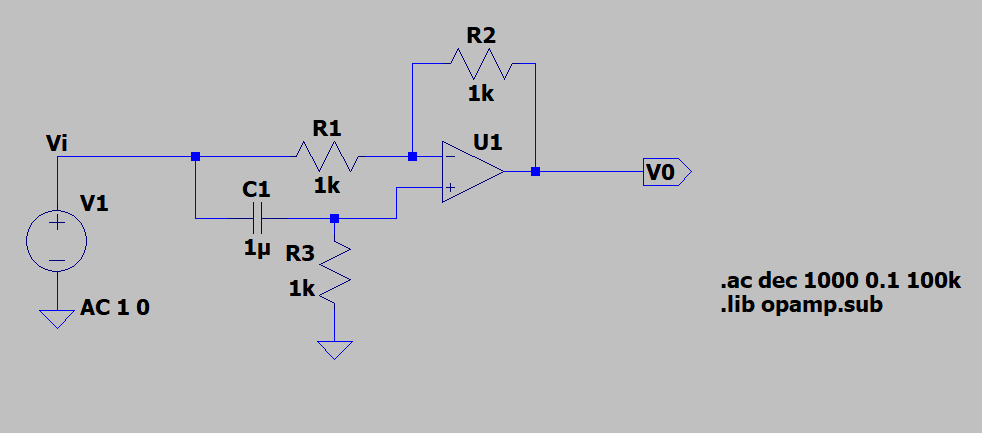 R2
1k
Vi
R1
1k
U1
V0
V1
C1
1µ
R3
1k
AC 1 0
.ac dec 1000 0.1 100k
.lib opamp.sub